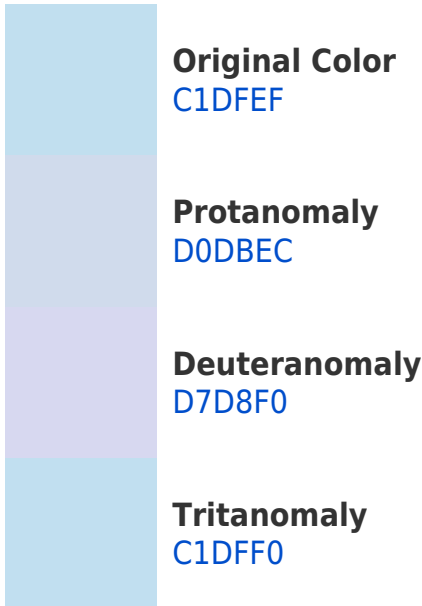 Original Color
C1DFEF
Protanomaly
D0DBEC
Deuteranomaly
D7D8F0
Tritanomaly
C1DFF0